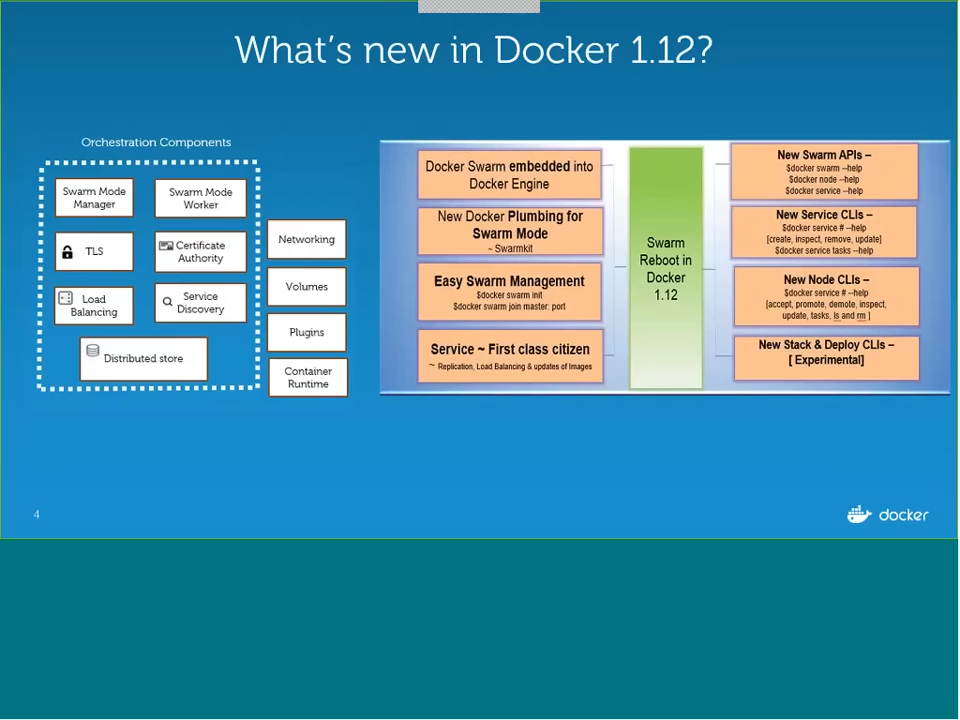 What's new in Docker 1.12?
Orchestration Components
Swarm Mode
Manager
Swarm Mode
Worker
TLS
Certificate
Authority
Load
Balancing
Service
Discovery
Distributed store
Networking
Volumes
Plugins
Container
Runtime
Docker Swarm embedded into
Docker Engine
New Docker Plumbing for
Swarm Mode
~ Swarmkit
Easy Swarm Management
$docker swarm init
$docker swarm join master: port
Service ~ First class citizen
~ Replication, Load Balancing & updates of Images
Swarm
Reboot in
Docker
1.12
New Swarm APIs –
$docker swarm --help
$docker node --help
$docker service --help
New Service CLIs –
$docker service # --help
[create, inspect, remove, update]
$docker service tasks --help
New Node CLIs –
$docker service # --help
[accept, promote, demote, inspect,
update, tasks, ls and rm ]
New Stack & Deploy CLIs –
[ Experimental]
4
docker